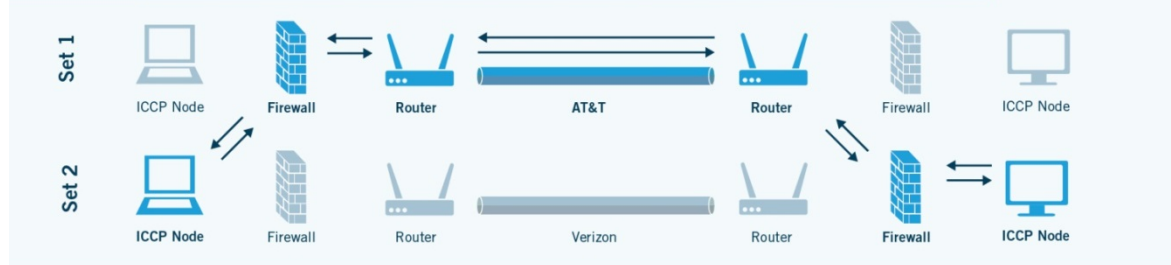 Set 1
ICCP Node
Firewall
Router
AT&T
Router
Firewall
ICCP Node
Set 2
ICCP Node
Firewall
Router
Verizon
Router
Firewall
ICCP Node